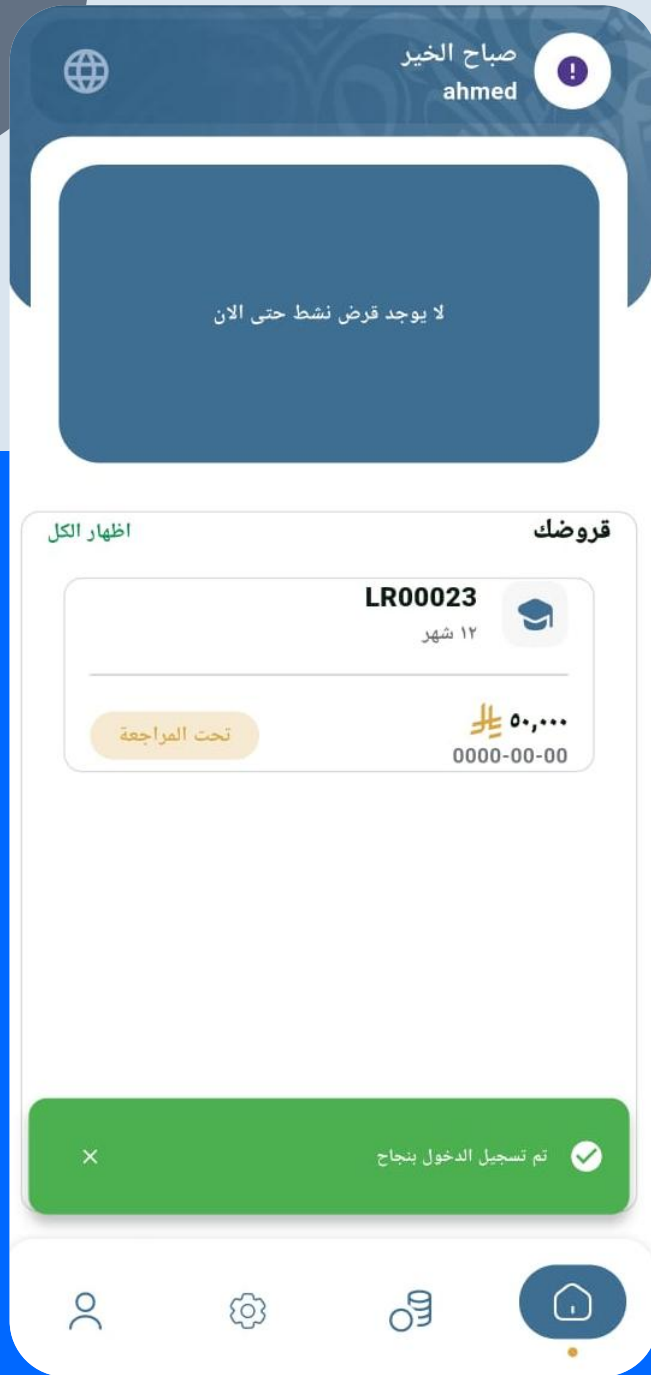 صباح الخير
ahmed
لا يوجد قرض نشط حتى الان
قروضك
اظهار الكل
LR00023
١٢ شهر
٥٠,٠٠٠
0000-00-00
تحت المراجعة
تم تسجيل الدخول بنجاح